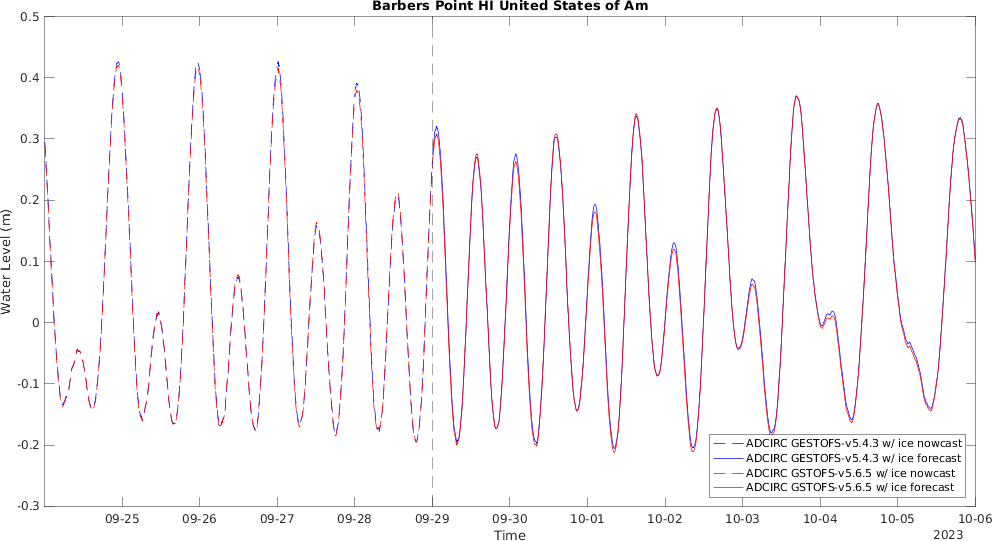 Barbers Point HI United States of Am
Water Level (m)
0.5
0.4
0.3
0.2
0.1
0
-0.1
-0.2
-0.3
ADCIRC GESTOFS-v5.4.3 w/ ice nowcast
ADCIRC GESTOFS-v5.4.3 w/ ice forecast
ADCIRC GSTOFS-v5.6.5 w/ ice nowcast
ADCIRC GSTOFS-v5.6.5 w/ ice forecast
09-25 09-26 09-27 09-28 09-29 09-30 10-01 10-02 10-03 10-04 10-05 10-06
Time
2023